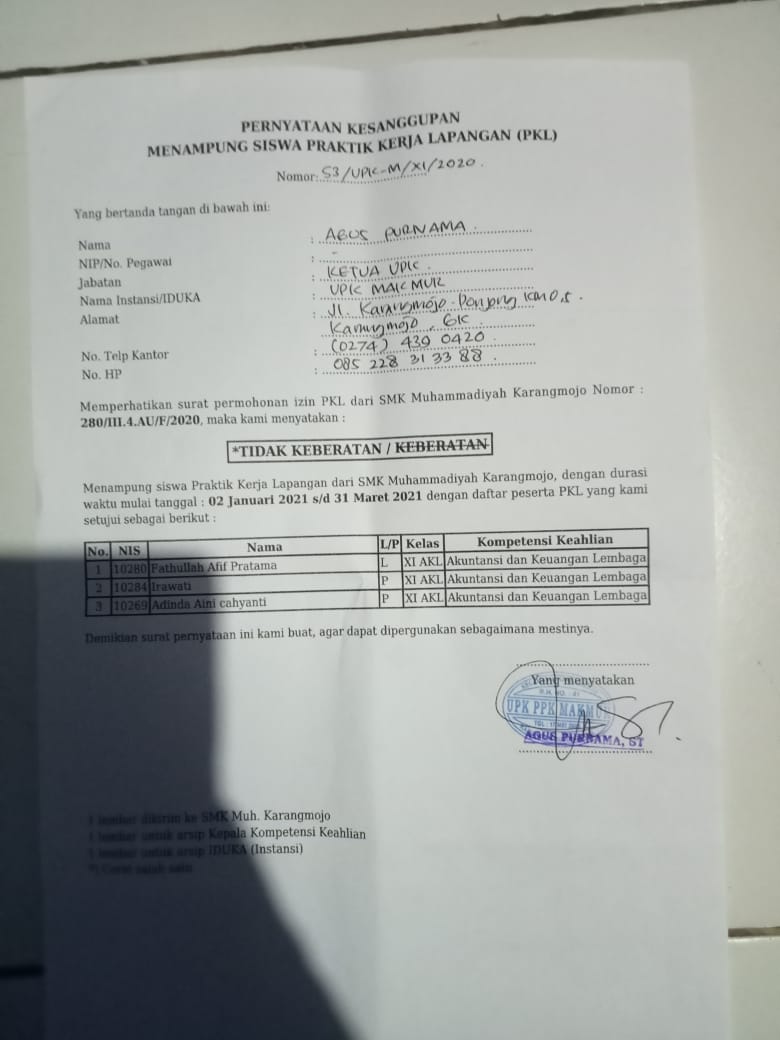 PERNYATAAN KESANGGUPAN
MENAMPUNG SISWA PRAKTIK KERJA LAPANGAN (PKL)
Nomor: 53/UPK-M/XI/2020.
Yang bertanda tangan di bawah ini:
Nama : AGUS PURNAMA
NIP/No. Pegawai : -
Jabatan : KETUA UPK.
Nama Instansi/IDUKA : UPK MAKMUR
Alamat : Jl. Karangmojo-Ponjong KM 0,5.
Karangmojo, GK
No. Telp Kantor : (0274) 439 0420
No. HP : 085 228 31 33 88
Memperhatikan surat permohonan izin PKL dari SMK Muhammadiyah Karangmojo Nomor :
280/III.4.AU/F/2020, maka kami menyatakan :
*TIDAK KEBERATAN / KEBERATAN
Menampung siswa Praktik Kerja Lapangan dari SMK Muhammadiyah Karangmojo, dengan durasi
waktu mulai tanggal : 02 Januari 2021 s/d 31 Maret 2021 dengan daftar peserta PKL yang kami
setujui sebagai berikut :
No. NIS Nama L/P Kelas Kompetensi Keahlian
1 10280 Fathullah Afif Pratama L XI AKL Akuntansi dan Keuangan Lembaga
2 10284 Irawati P XI AKL Akuntansi dan Keuangan Lembaga
3 10269 Adinda Aini cahyanti P XI AKL Akuntansi dan Keuangan Lembaga
Demikian surat pernyataan ini kami buat, agar dapat dipergunakan sebagaimana mestinya.
Yang menyatakan
UPK PPK MAKMUR
AGUS PURNAMA, ST
1 lembar dikirim ke SMK Muh. Karangmojo
1 lembar untuk arsip Kepala Kompetensi Keahlian
1 lembar untuk arsip IDUKA (Instansi)
*) Coret salah satu